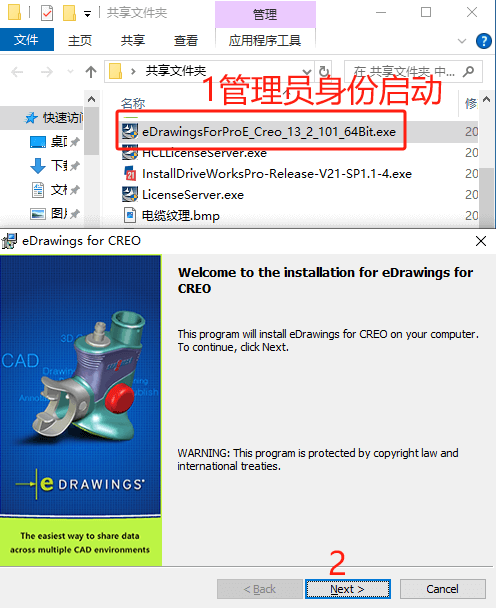 共享文件夹
管理
文件
主页
共享
查看
应用程序工具
共享文件夹
在 共享文件夹 中...
1管理员身份启动
快速访问
名称
修
桌面
eDrawingsForProE_Creo_13_2_101_64Bit.exe
20
HCLLicenseServer.exe
20
下载
InstallDriveWorksPro-Release-V21-SP1.1-4.exe
20
文档
LicenseServer.exe
20
图片
电缆纹理.bmp
20
eDrawings for CREO
Welcome to the installation for eDrawings for
CREO
This program will install eDrawings for CREO on your computer.
To continue, click Next.
CAD
WARNING: This program is protected by copyright law and
international treaties.
eDRAWINGS®
The easiest way to share data
across multiple CAD environments
2
< Back
Next >
Cancel